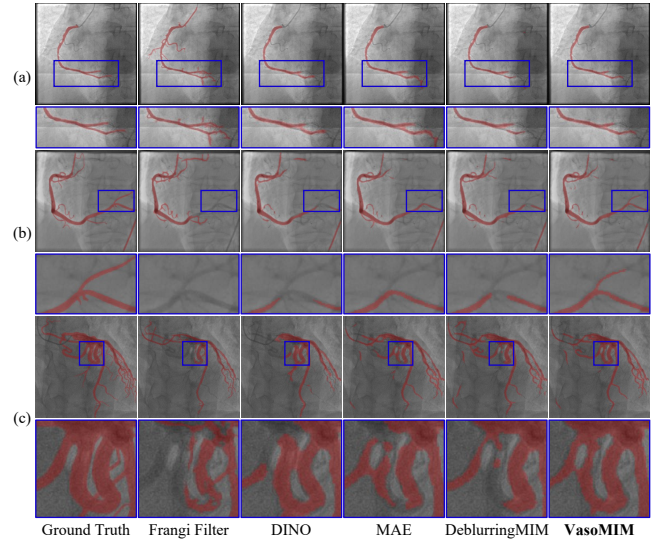 (a)
(b)
(c)
Ground Truth Frangi Filter DINO MAE DeblurringMIM VasoMIM